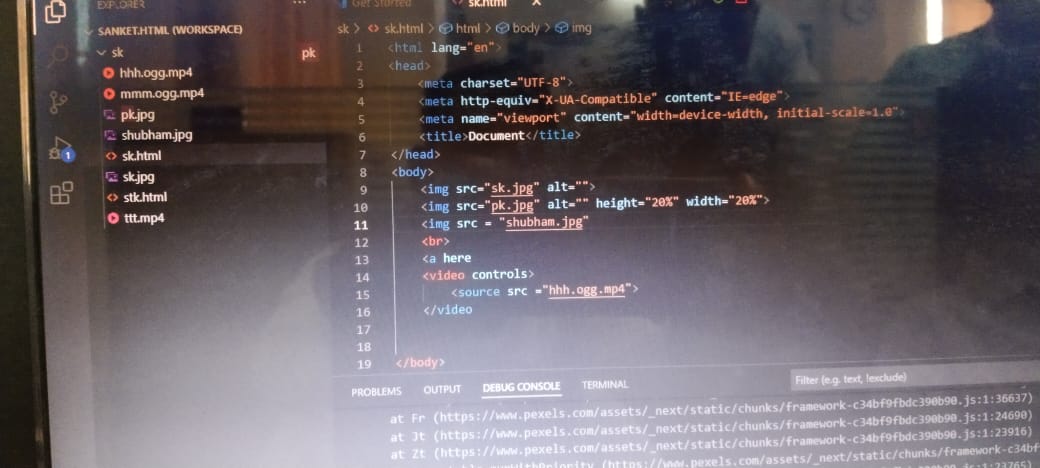 EXPLORER
...
Get Started
sk.html
SANKET.HTML (WORKSPACE)
sk
pk
hhh.ogg.mp4
mmm.ogg.mp4
pk.jpg
shubham.jpg
sk.html
sk.jpg
stk.html
ttt.mp4
1
sk > <> sk.html > html > body > img
1 <html lang="en">
2 <head>
3 <meta charset="UTF-8">
4 <meta http-equiv="X-UA-Compatible" content="IE=edge">
5 <meta name="viewport" content="width=device-width, initial-scale=1.0">
6 <title>Document</title>
7 </head>
8 <body>
9 <img src="sk.jpg" alt="">
10 <img src="pk.jpg" alt="" height="20%" width="20%">
11 <img src = "shubham.jpg"
12 <br>
13 <a here
14 <video controls>
15 <source src ="hhh.ogg.mp4">
16 </video
17
18
19 </body>
PROBLEMS OUTPUT DEBUG CONSOLE TERMINAL
Filter (e.g. text, !exclude)
at Fr (https://www.pexels.com/assets/_next/static/chunks/framework-c34bf9fbdc390b90.js:1:36637)
at Jt (https://www.pexels.com/assets/_next/static/chunks/framework-c34bf9fbdc390b90.js:1:24690)
at Zt (https://www.pexels.com/assets/_next/static/chunks/framework-c34bf9fbdc390b90.js:1:23916)
(https://www.pexels.com/assets/_next/static/chunks/framework-c34bf